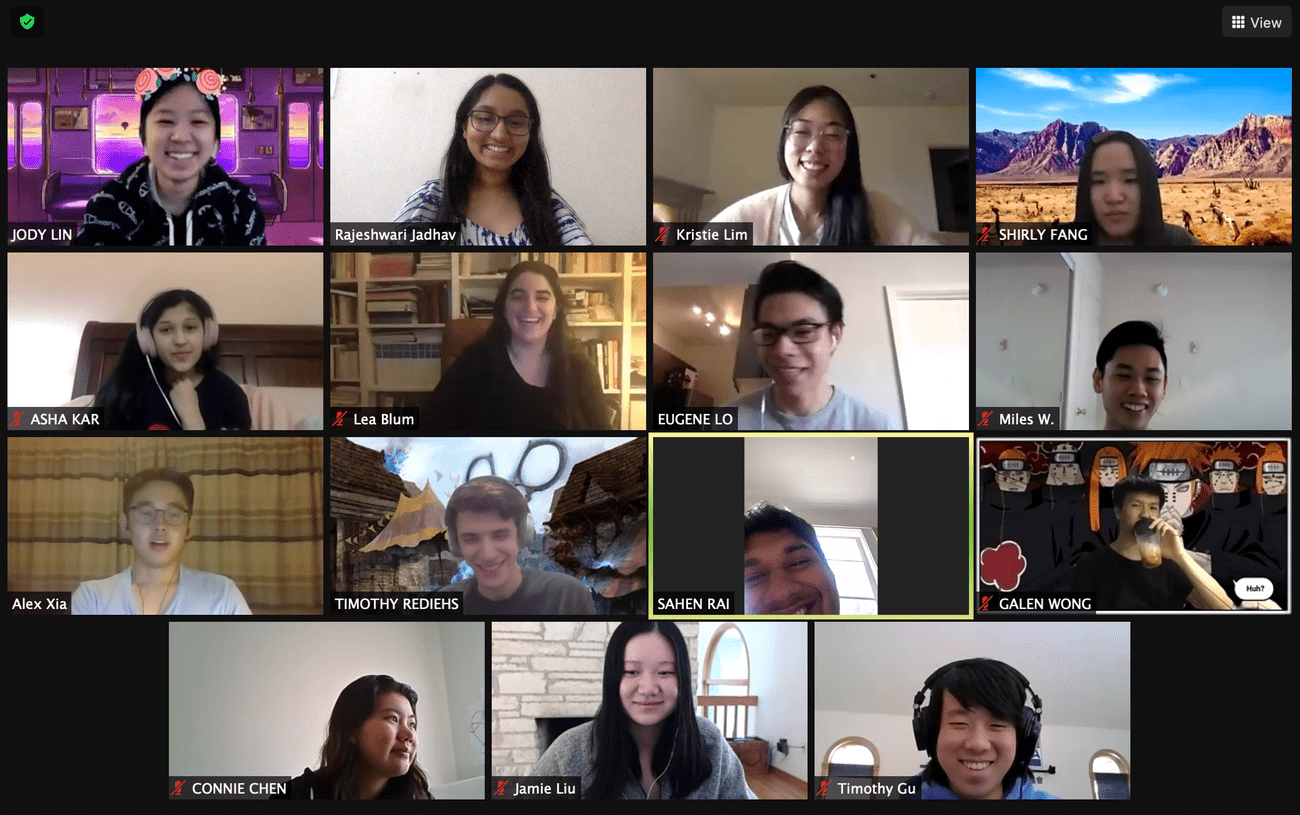 View
JODY LIN
Rajeshwari Jadhav
Kristie Lim
SHIRLY FANG
ASHA KAR
Lea Blum
EUGENE LO
Miles W.
Alex Xia
TIMOTHY REDIEHS
SAHEN RAI
Huh?
GALEN WONG
CONNIE CHEN
Jamie Liu
Timothy Gu